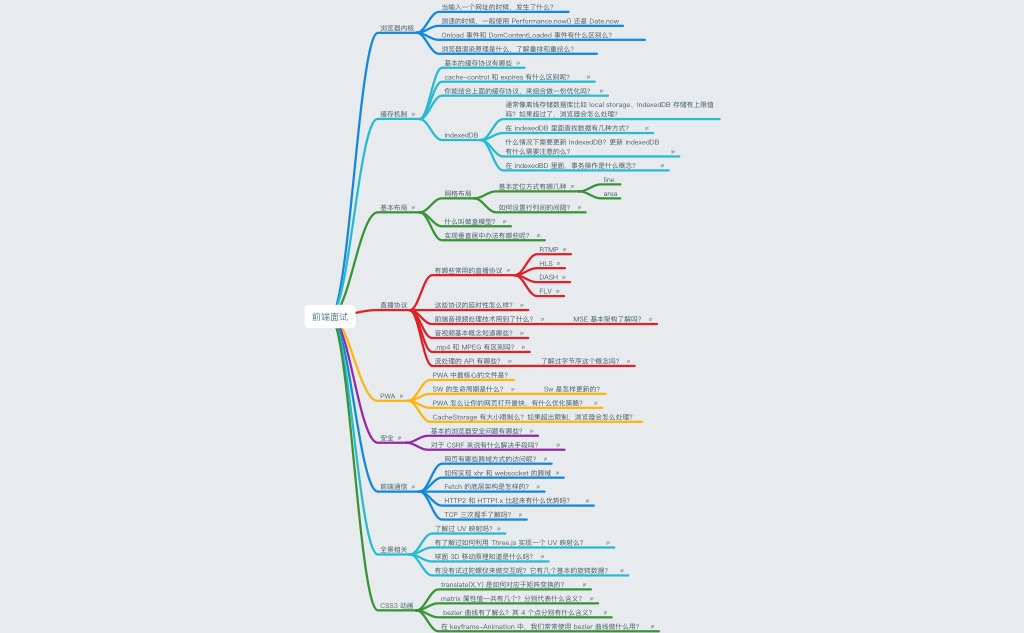 当输入一个网址的时候，发生了什么?
测速的时候，一般使用 Performance.now() 还是 Date.now
浏览器内核
Onload 事件和 DomContentLoaded 事件有什么区别么?
浏览器渲染原理是什么，了解重排和重绘么?
基本的缓存协议有哪些
cache-control 和 expires 有什么区别呢?
你能结合上面的缓存协议，来组合做一份优化吗?
通常像离线存储数据库比如 local storage、IndexedDB 存储有上限值
吗? 如果超过了，浏览器会怎么处理?
缓存机制
在 indexedDB 里面查找数据有几种方式?
indexedDB
什么情况下需要更新 IndexedDB? 更新 indexedDB
有什么需要注意的么?
在 indexedBD 里面，事务操作是什么概念?
line
基本定位方式有哪几种
网格布局
area
如何设置行列间的间隔?
基本布局
什么叫做盒模型?
实现垂直居中办法有哪些呢?
RTMP
HLS
有哪些常用的直播协议
DASH
FLV
直播协议
这些协议的延时性怎么样?
前端面试
前端音视频处理技术用到了什么?
MSE 基本架构了解吗?
音视频基本概念知道哪些?
.mp4 和 MPEG 有区别吗?
流处理的 API 有哪些?
了解过字节序这个概念吗?
PWA 中最核心的文件是?
SW 的生命周期是什么?
Sw 是怎样更新的?
PWA
PWA 怎么让你的网页打开最快，有什么优化策略?
CacheStorage 有大小限制么? 如果超出限制，浏览器会怎么处理?
基本的浏览器安全问题有哪些?
安全
对于 CSRF 来说有什么解决手段吗?
网页有哪些跨域方式的访问呢?
如何实现 xhr 和 websocket 的跨域
前端通信
Fetch 的底层架构是怎样的?
HTTP2 和 HTTP1.x 比起来有什么优势吗?
TCP 三次握手了解吗?
了解过 UV 映射吗?
有了解过如何利用 Three.js 实现一个 UV 映射么?
全景相关
球面 3D 移动原理知道是什么吗?
有没有试过陀螺仪来做交互呢? 它有几个基本的旋转数据?
translate(X,Y) 是如何对应于矩阵变换的?
matrix 属性值一共有几个? 分别代表什么含义?
CSS3 动画
bezier 曲线有了解么? 其 4 个点分别有什么含义?
在 keyframe-Animation 中，我们常常使用 bezier 曲线做什么用?